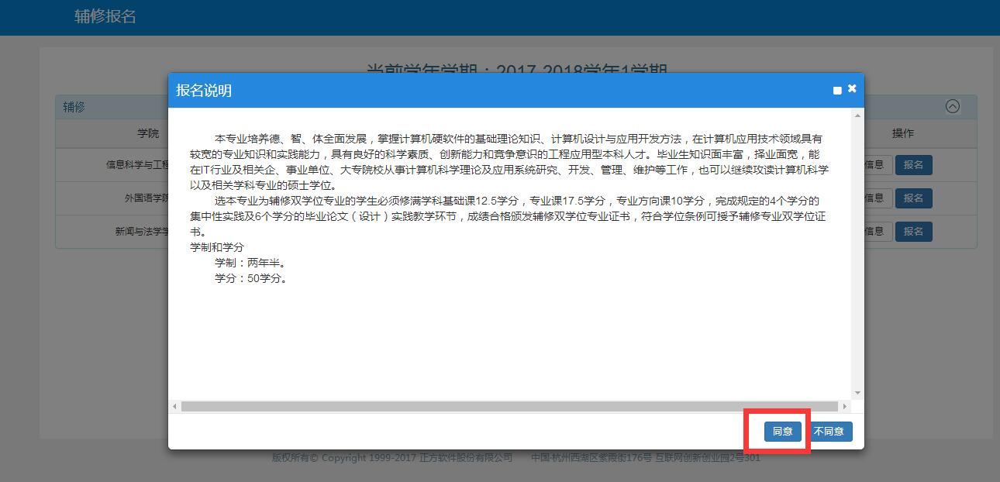 辅修报名
当前学年学期：2017-2018学年1学期
报名说明
辅修
学院
操作
信息科学与工程
信息 报名
外国语学院
信息 报名
新闻与法学学
信息 报名
本专业培养德、智、体全面发展，掌握计算机硬软件的基础理论知识、计算机设计与应用开发方法，在计算机应用技术领域具有
较宽的专业知识和实践能力，具有良好的科学素质、创新能力和竞争意识的工程应用型本科人才。毕业生知识面丰富，择业面宽，能
在IT行业及相关企、事业单位、大专院校从事计算机科学理论及应用系统研究、开发、管理、维护等工作，也可以继续攻读计算机科学
以及相关学科专业的硕士学位。
选本专业为辅修双学位专业的学生必须修满学科基础课12.5学分，专业课17.5学分，专业方向课10学分，完成规定的4个学分的
集中性实践及6个学分的毕业论文（设计）实践教学环节，成绩合格颁发辅修双学位专业证书，符合学位条例可授予辅修专业双学位证
书。
学制和学分
学制：两年半。
学分：50学分。
同意 不同意
版权所有© Copyright 1999-2017 正方软件股份有限公司 中国·杭州西湖区紫霞街176号 互联网创新创业园2号301